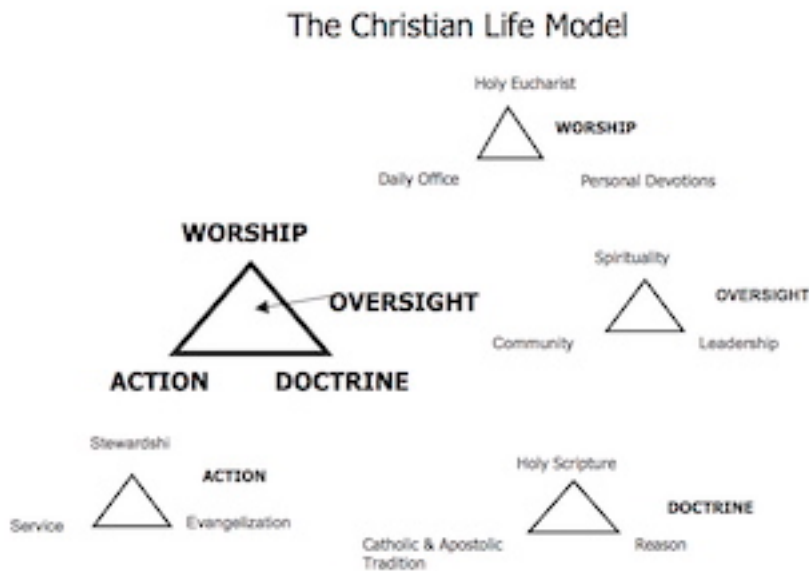 The Christian Life Model
Holy Eucharist
WORSHIP
Daily Office
Personal Devotions
WORSHIP
OVERSIGHT
ACTION
DOCTRINE
Spirituality
OVERSIGHT
Community
Leadership
Stewardshi
ACTION
Service
Evangelization
Holy Scripture
DOCTRINE
Catholic & Apostolic
Tradition
Reason